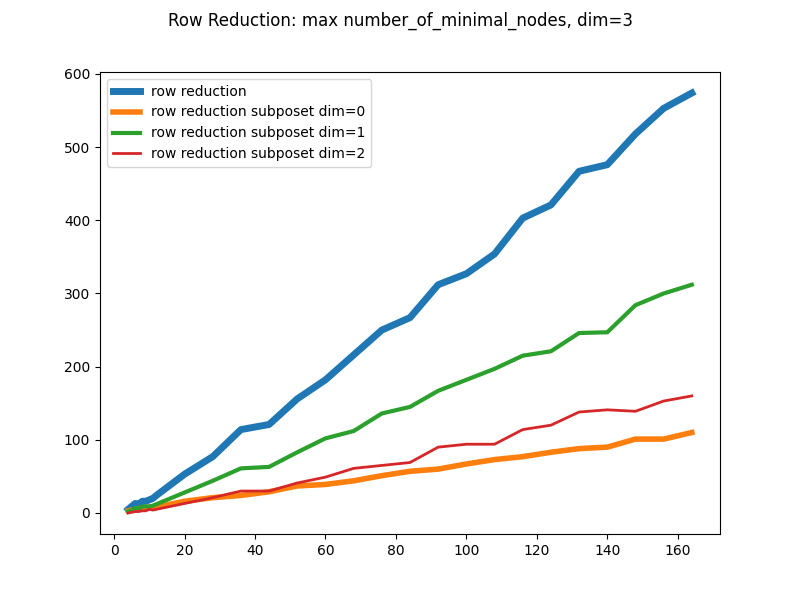 Row Reduction: max number_of_minimal_nodes, dim=3
row reduction
row reduction subposet dim=0
row reduction subposet dim=1
row reduction subposet dim=2
600
500
400
300
200
100
0
0 20 40 60 80 100 120 140 160